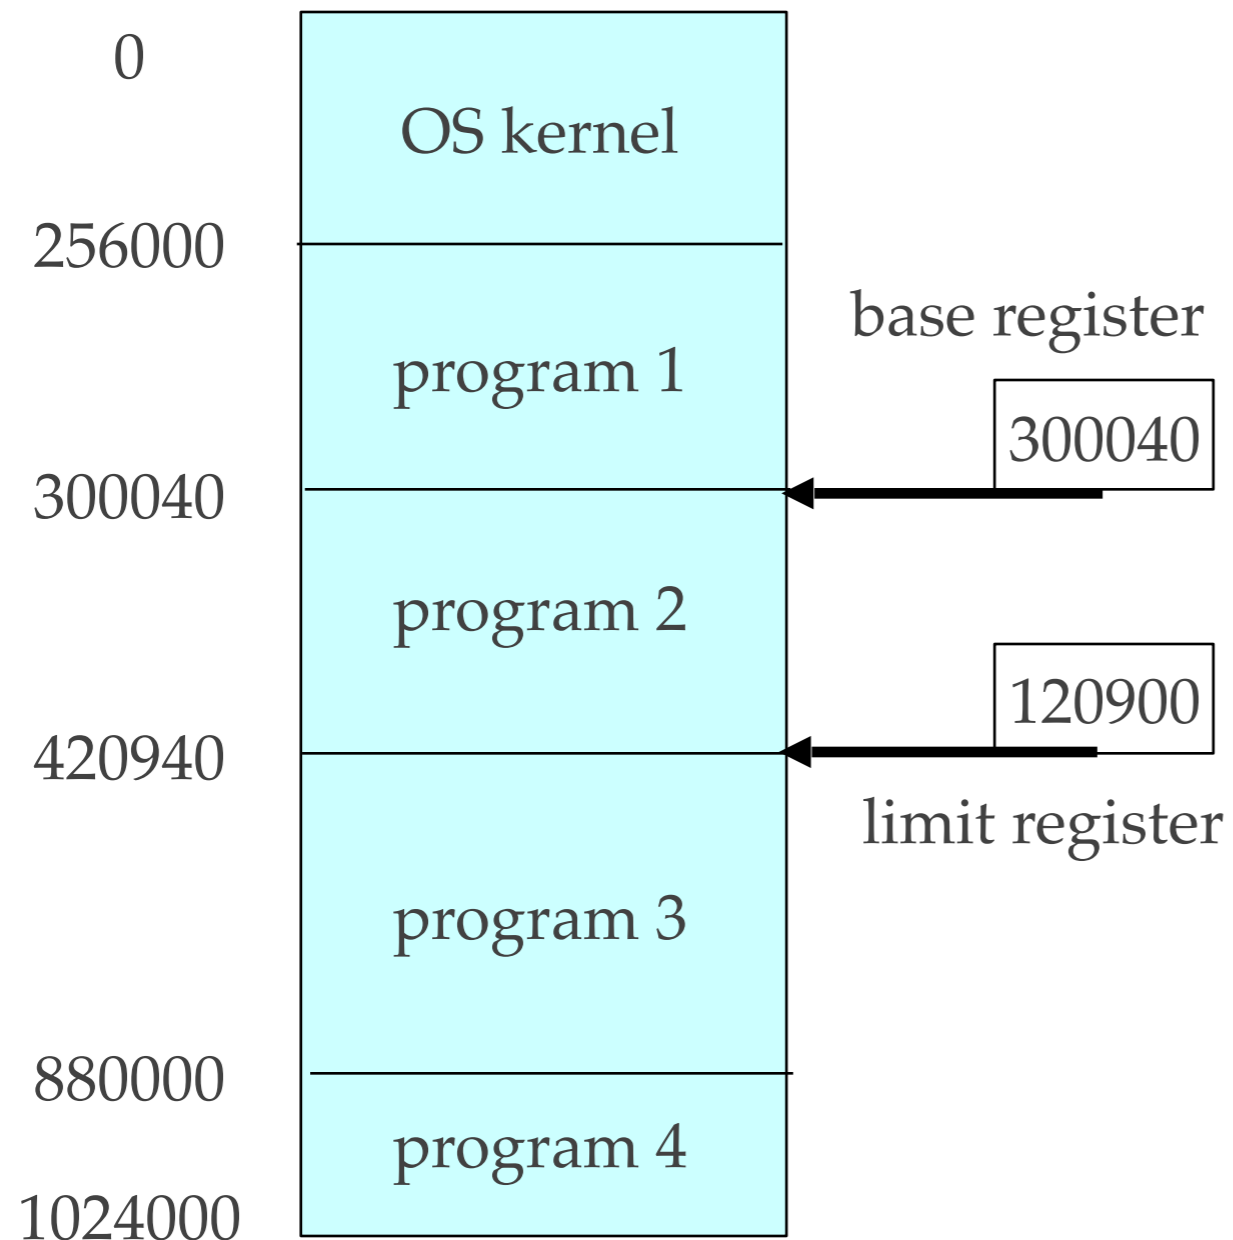 0
OS kernel
256000
base register
program 1
300040
300040
program 2
120900
420940
limit register
program 3
880000
program 4
1024000